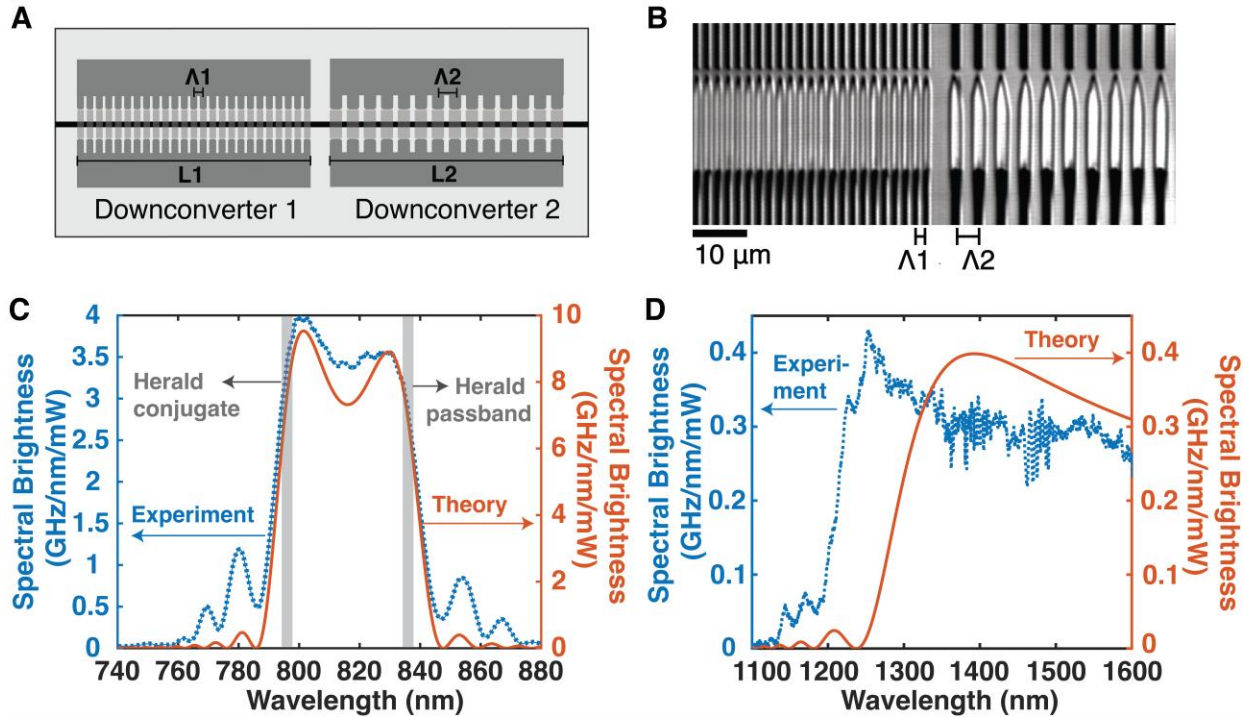 A
Λ1
Λ2
L1
L2
Downconverter 1
Downconverter 2
B
10 μm
Λ1
Λ2
C
Spectral Brightness
(GHz/nm/mW)
4
3.5
3
2.5
2
1.5
1
0.5
0
Herald
conjugate
Herald
passband
Experiment
Theory
10
8
6
4
2
0
Spectral Brightness
(GHz/nm/mW)
740 760 780 800 820 840 860 880
Wavelength (nm)
D
Spectral Brightness
(GHz/nm/mW)
0.4
0.3
0.2
0.1
0
Experi-
ment
Theory
0.4
0.3
0.2
0.1
0
Spectral Brightness
(GHz/nm/mW)
1100 1200 1300 1400 1500 1600
Wavelength (nm)